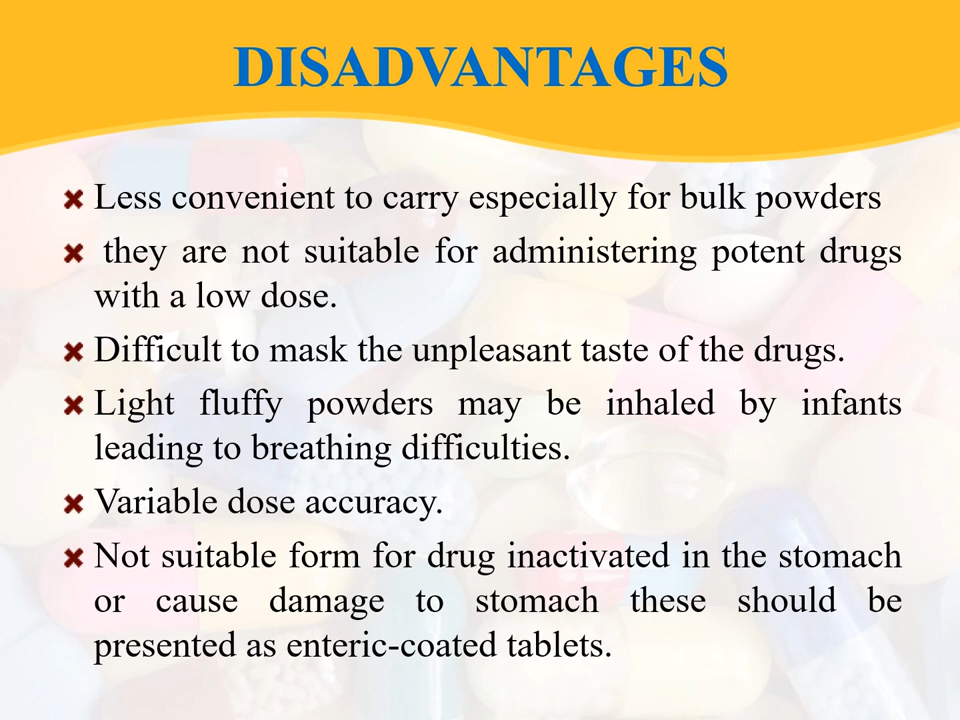 DISADVANTAGES
Less convenient to carry especially for bulk powders
they are not suitable for administering potent drugs
with a low dose.
Difficult to mask the unpleasant taste of the drugs.
Light fluffy powders may be inhaled by infants
leading to breathing difficulties.
Variable dose accuracy.
Not suitable form for drug inactivated in the stomach
or cause damage to stomach these should be
presented as enteric-coated tablets.